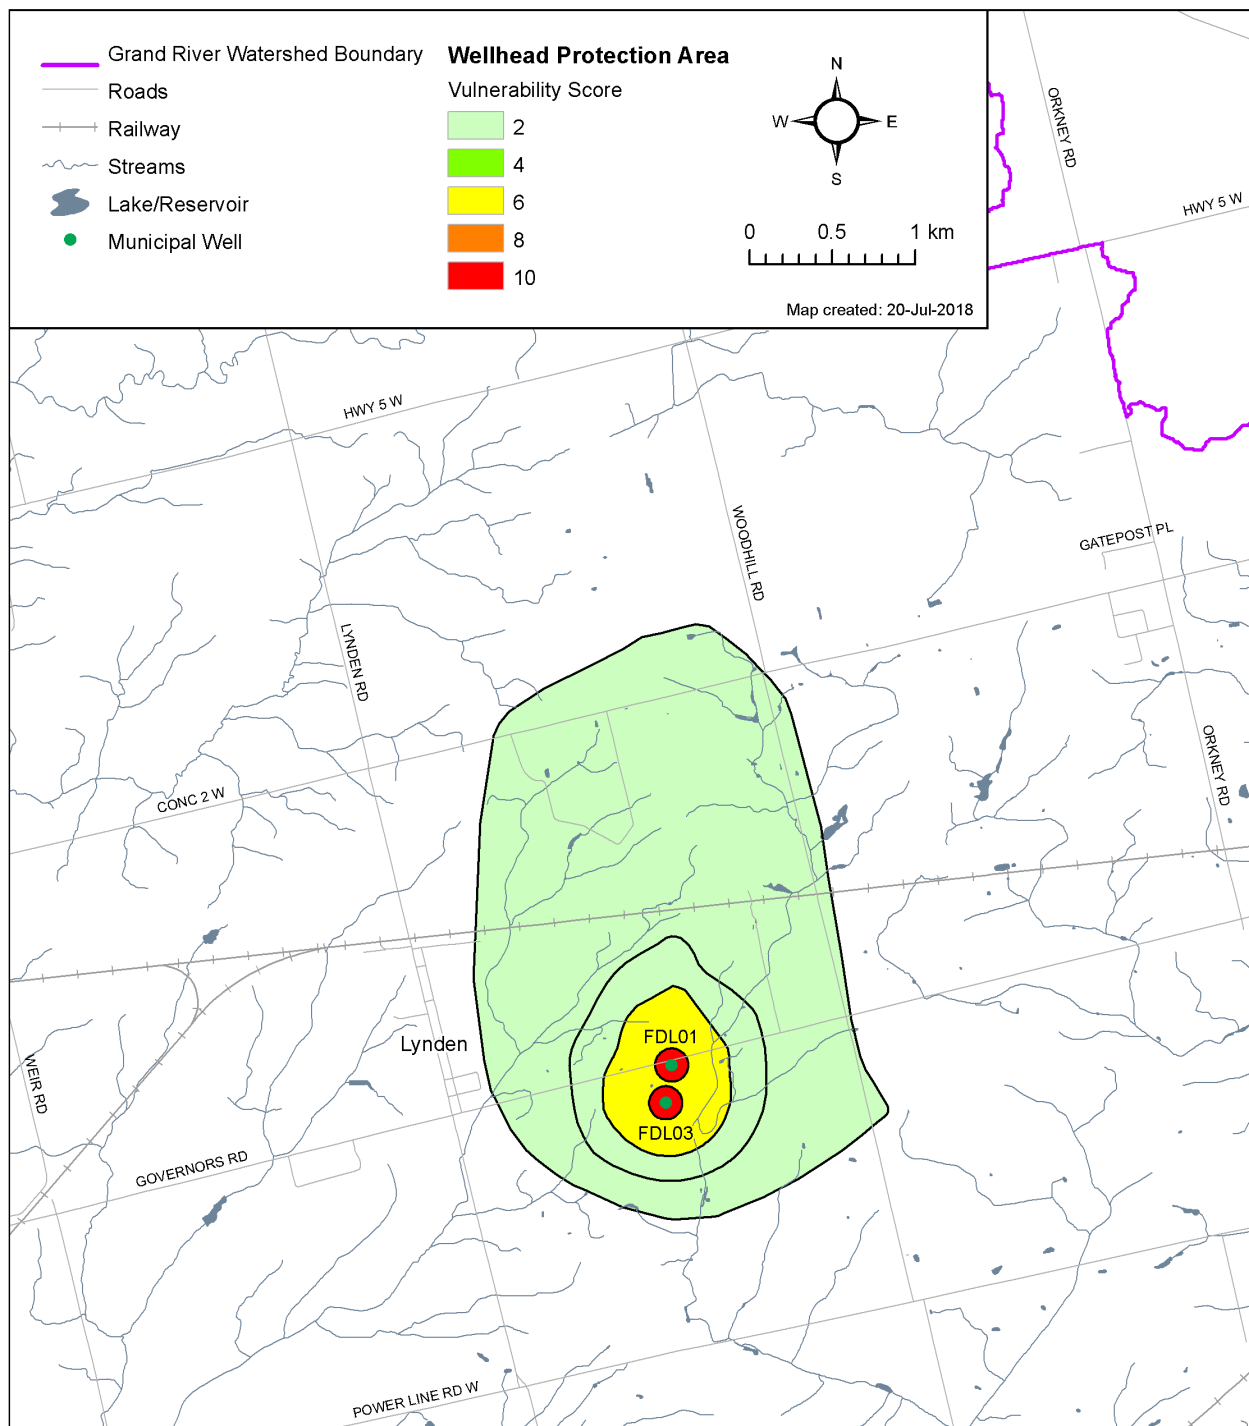 Grand River Watershed Boundary
Roads
Railway
Streams
Lake/Reservoir
Municipal Well
Wellhead Protection Area
Vulnerability Score
2
4
6
8
10
N
W E
S
0 0.5 1 km
Map created: 20-Jul-2018
ORKNEY RD
HWY 5 W
HWY 5 W
WOODHILL RD
GATEPOST PL
LYNDEN RD
ORKNEY RD
CONC 2 W
FDL01
Lynden
WEIR RD
FDL03
GOVERNORS RD
POWER LINE RD W